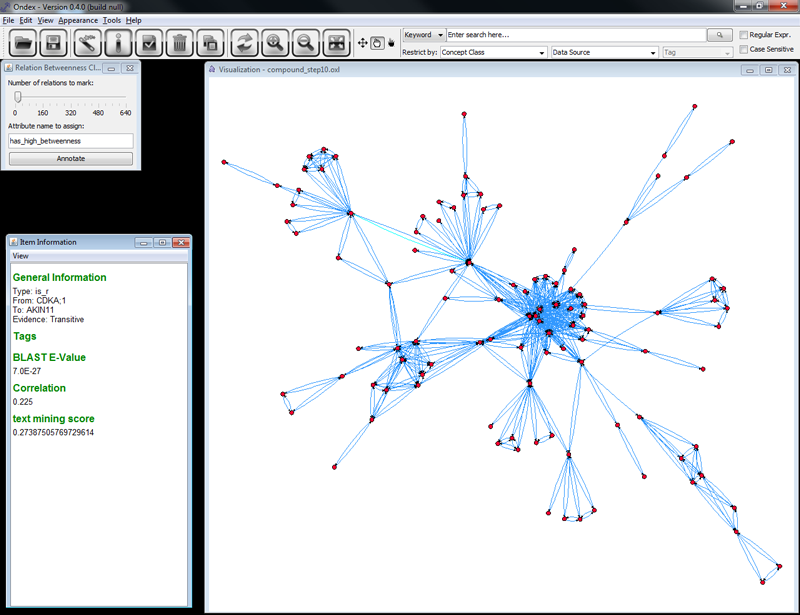 Ondex - Version 0.4.0 (build null)
File Edit View Appearance Tools Help
Keyword Enter search here... Regular Expr.
Restrict by: Concept Class Data Source Tag Case Sensitive
Relation Betweenness Cl...
Number of relations to mark:
0 160 320 480 640
Attribute name to assign:
has_high_betweenness
Annotate
Visualization - compound_step10.oxl
Item Information
View
General Information
Type: is_r
From: CDKA;1
To: AKIN11
Evidence: Transitive
Tags
BLAST E-Value
7.0E-27
Correlation
0.225
text mining score
0.27387505769729614